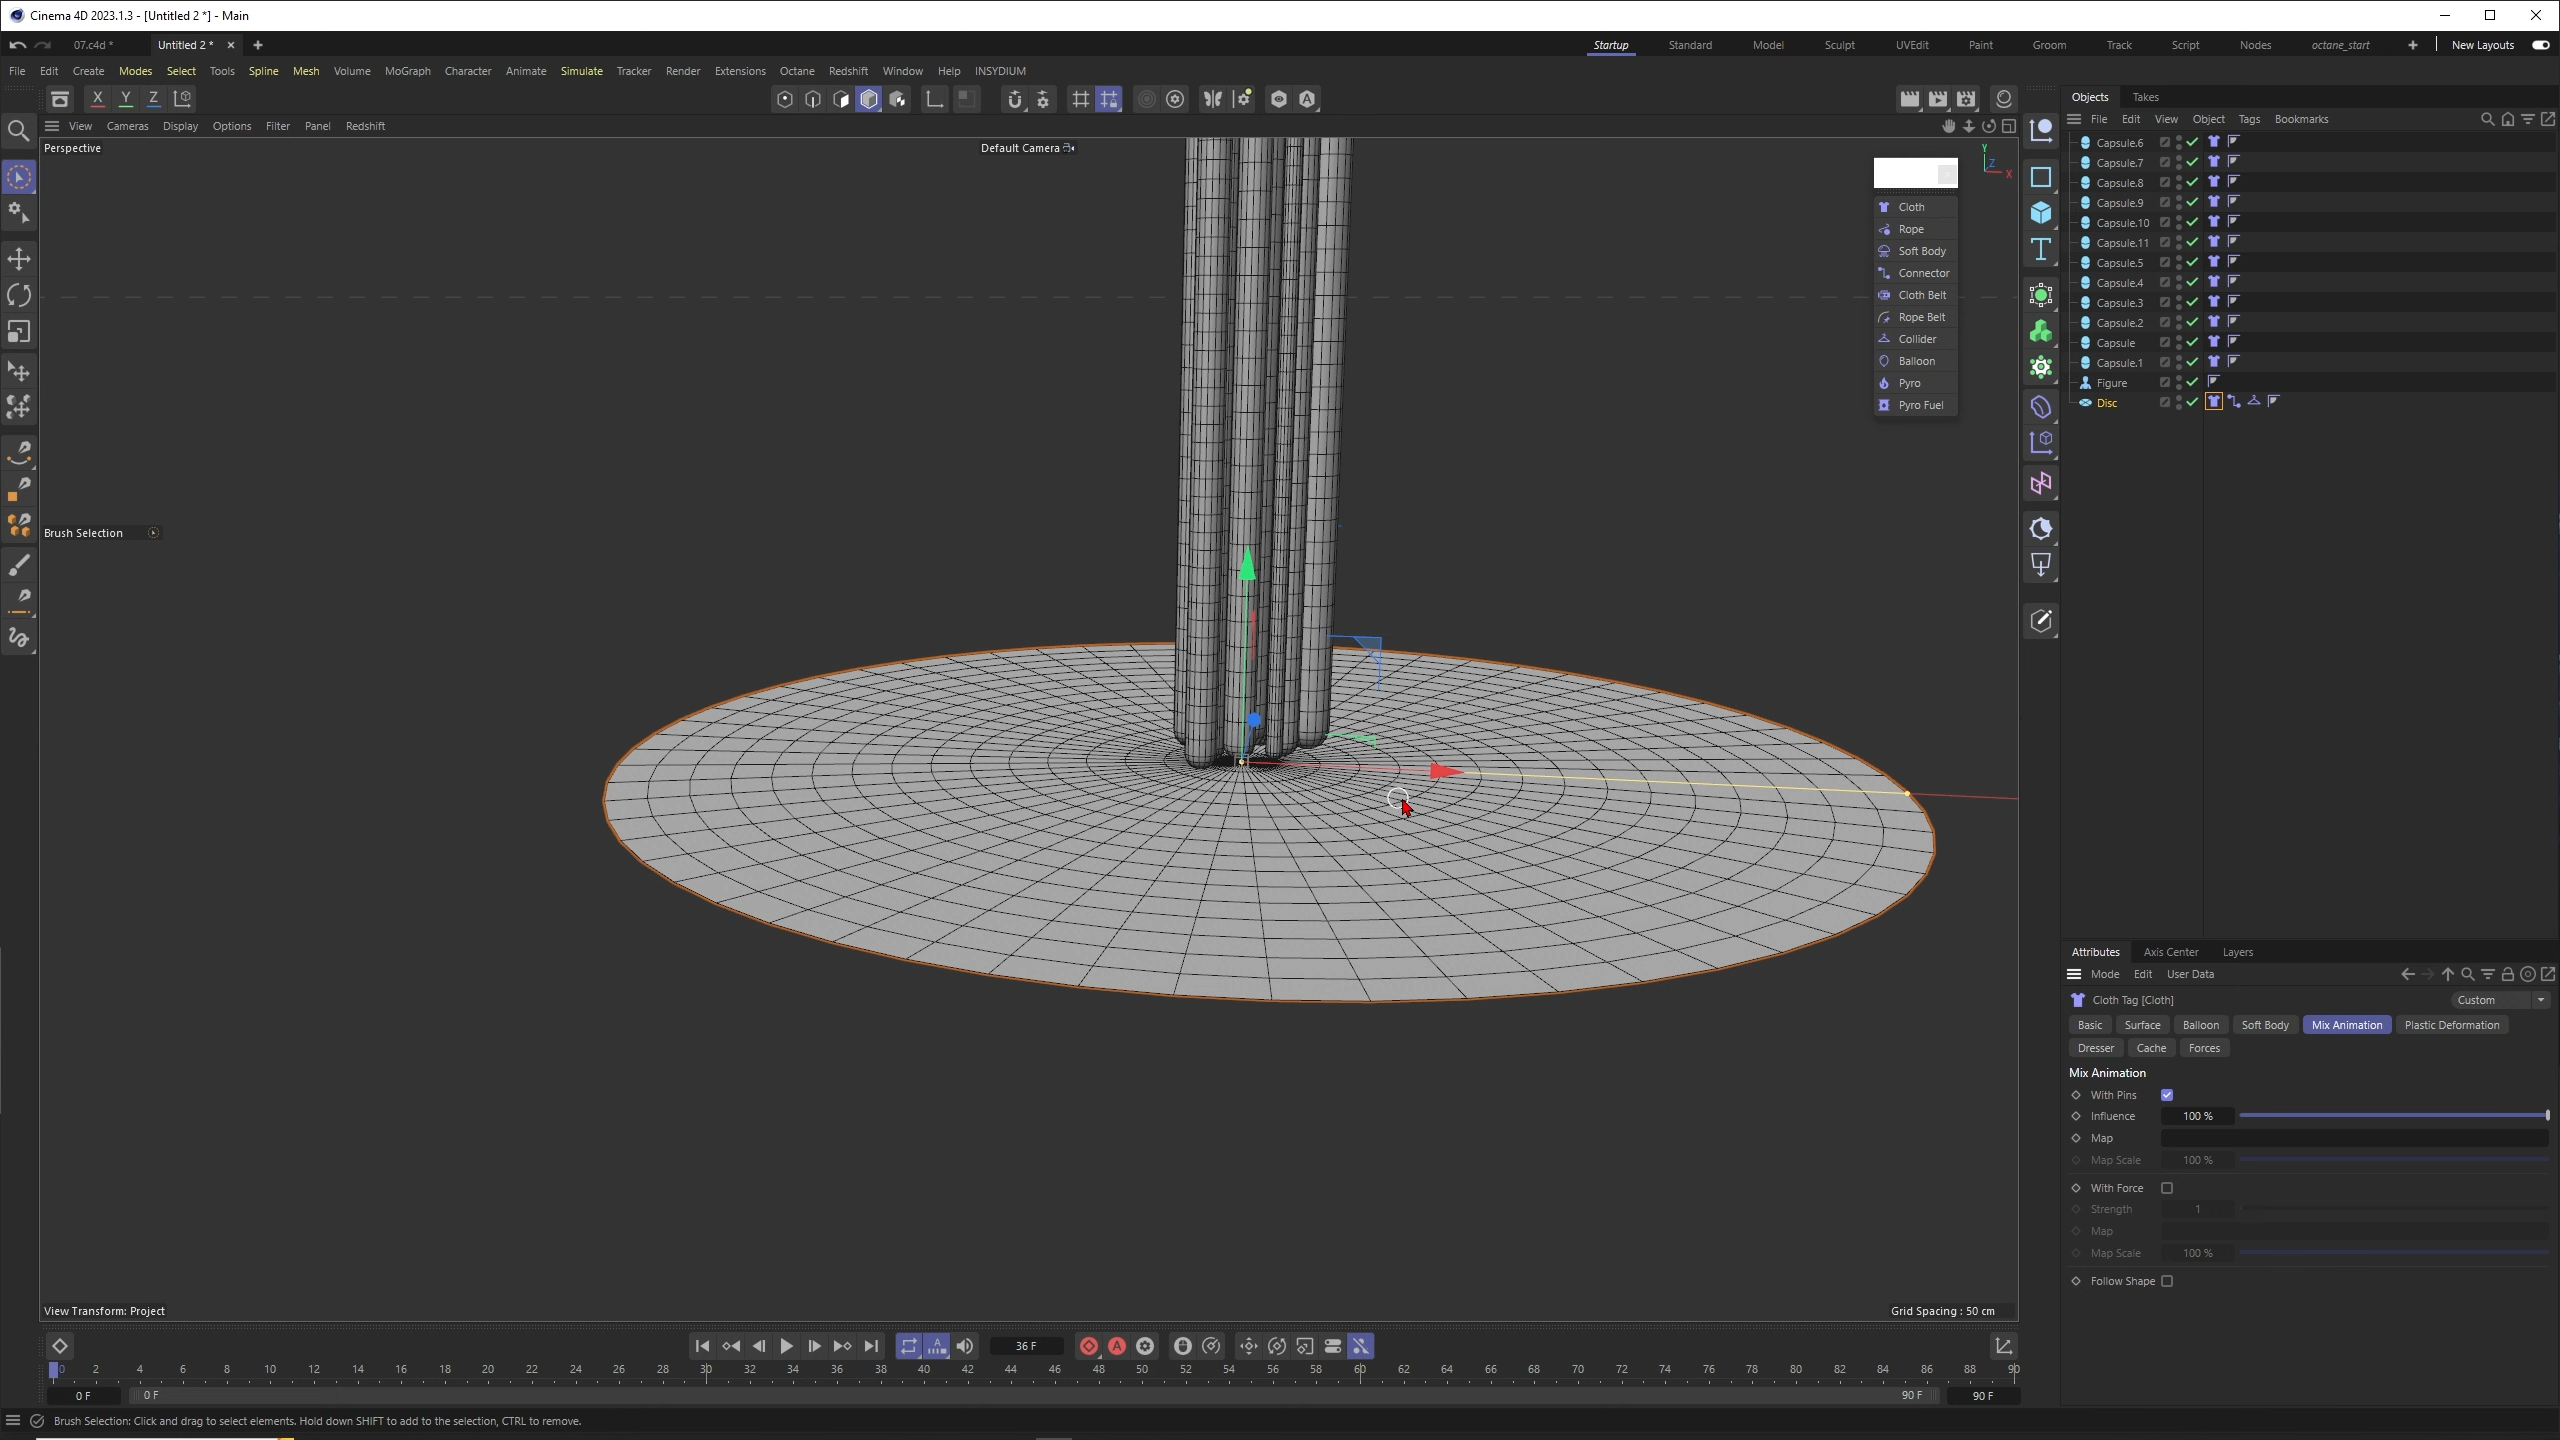 Cinema 4D 2023.1.3 - [Untitled 2 *] - Main
07.c4d *
Untitled 2 *
Startup
Standard
Model
Sculpt
UVEdit
Paint
Groom
Track
Script
Nodes
octane_start
New Layouts
File Edit Create Modes Select Tools Spline Mesh Volume MoGraph Character Animate Simulate Tracker Render Extensions Octane Redshift Window Help INSYDIUM
X Y Z
View Cameras Display Options Filter Panel Redshift
Perspective
Default Camera
Y
Z
X
Cloth
Rope
Soft Body
Connector
Cloth Belt
Rope Belt
Collider
Balloon
Pyro
Pyro Fuel
Brush Selection
View Transform: Project
Grid Spacing : 50 cm
Objects Takes
File Edit View Object Tags Bookmarks
Capsule.6
Capsule.7
Capsule.8
Capsule.9
Capsule.10
Capsule.11
Capsule.5
Capsule.4
Capsule.3
Capsule.2
Capsule
Capsule.1
Figure
Disc
Attributes Axis Center Layers
Mode Edit User Data
Cloth Tag [Cloth]
Custom
Basic Surface Balloon Soft Body Mix Animation Plastic Deformation
Dresser Cache Forces
Mix Animation
With Pins
Influence 100 %
Map
Map Scale 100 %
With Force
Strength 1
Map
Map Scale 100 %
Follow Shape
36 F
0 2 4 6 8 10 12 14 16 18 20 22 24 26 28 30 32 34 36 38 40 42 44 46 48 50 52 54 56 58 60 62 64 66 68 70 72 74 76 78 80 82 84 86 88 90
0 F
0 F
90 F
90 F
Brush Selection: Click and drag to select elements. Hold down SHIFT to add to the selection, CTRL to remove.